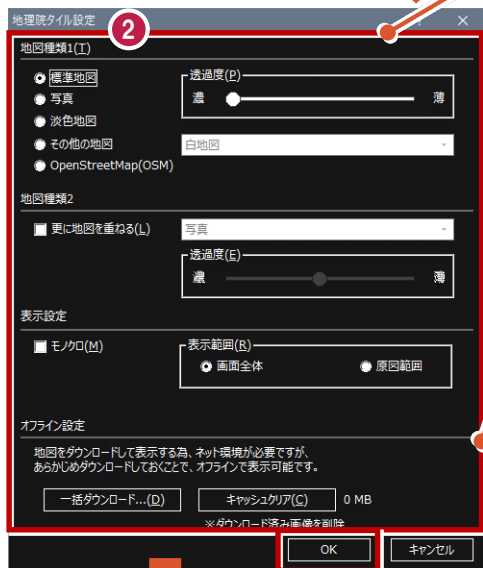 地理院タイル設定
?
×
2
地図種類1(T)
標準地図
透過度(P)
写真
濃
薄
淡色地図
その他の地図
白地図
OpenStreetMap(OSM)
地図種類2
更に地図を重ねる(L)
写真
透過度(E)
濃
薄
表示設定
モノクロ(M)
表示範囲(R)
画面全体
原図範囲
オフライン設定
地図をダウンロードして表示する為、ネット環境が必要ですが、
あらかじめダウンロードしておくことで、オフラインで表示可能です。
一括ダウンロード...(D)
キャッシュクリア(C)
0 MB
※ダウンロード済み画像を削除
OK
キャンセル